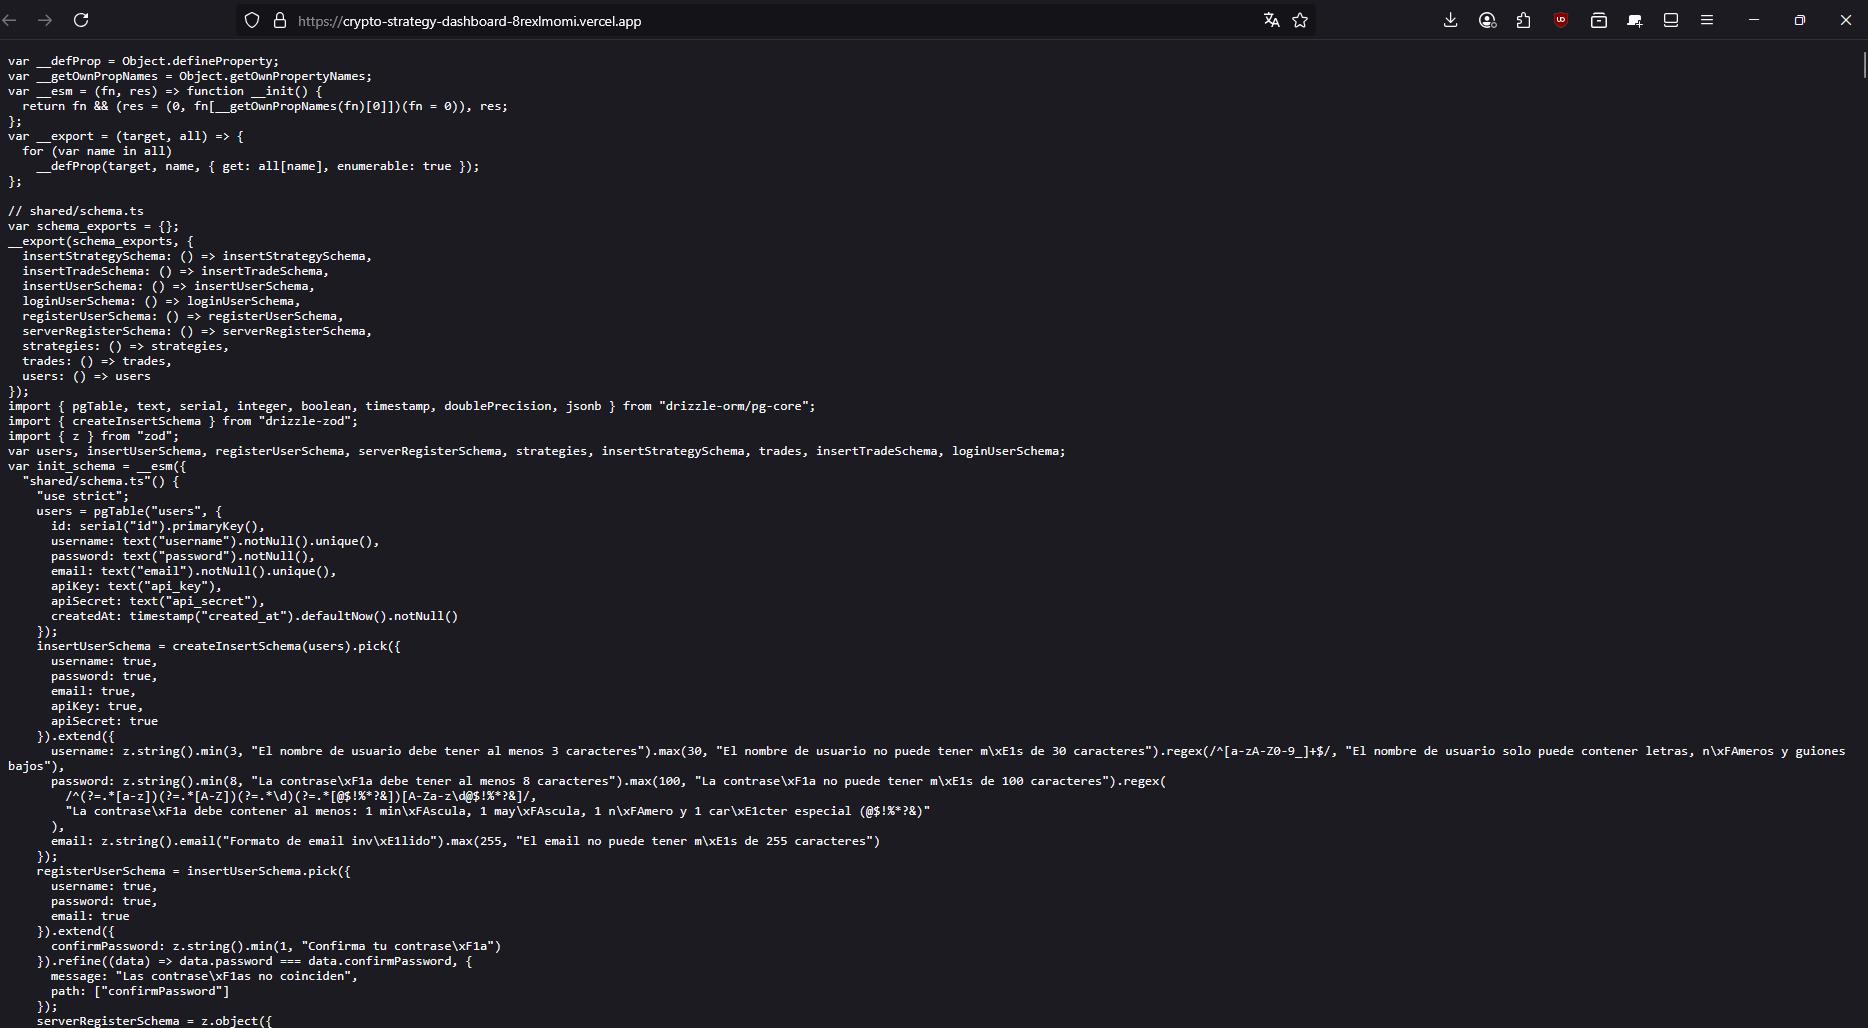 https://crypto-strategy-dashboard-8rexlmomi.vercel.app
var __defProp = Object.defineProperty;
var __getOwnPropNames = Object.getOwnPropertyNames;
var __esm = (fn, res) => function __init() {
  return fn && (res = (0, fn[__getOwnPropNames(fn)[0]])(fn = 0)), res;
};
var __export = (target, all) => {
  for (var name in all)
    __defProp(target, name, { get: all[name], enumerable: true });
};
// shared/schema.ts
var schema_exports = {};
__export(schema_exports, {
  insertStrategySchema: () => insertStrategySchema,
  insertTradeSchema: () => insertTradeSchema,
  insertUserSchema: () => insertUserSchema,
  loginUserSchema: () => loginUserSchema,
  registerUserSchema: () => registerUserSchema,
  serverRegisterSchema: () => serverRegisterSchema,
  strategies: () => strategies,
  trades: () => trades,
  users: () => users
});
import { pgTable, text, serial, integer, boolean, timestamp, doublePrecision, jsonb } from "drizzle-orm/pg-core";
import { createInsertSchema } from "drizzle-zod";
import { z } from "zod";
var users, insertUserSchema, registerUserSchema, serverRegisterSchema, strategies, insertStrategySchema, trades, insertTradeSchema, loginUserSchema;
var init_schema = __esm({
  "shared/schema.ts"() {
    "use strict";
    users = pgTable("users", {
      id: serial("id").primaryKey(),
      username: text("username").notNull().unique(),
      password: text("password").notNull(),
      email: text("email").notNull().unique(),
      apiKey: text("api_key"),
      apiSecret: text("api_secret"),
      createdAt: timestamp("created_at").defaultNow().notNull()
    });
    insertUserSchema = createInsertSchema(users).pick({
      username: true,
      password: true,
      email: true,
      apiKey: true,
      apiSecret: true
    }).extend({
      username: z.string().min(3, "El nombre de usuario debe tener al menos 3 caracteres").max(30, "El nombre de usuario no puede tener m\xE1s de 30 caracteres").regex(/^[a-zA-Z0-9_]+$/, "El nombre de usuario solo puede contener letras, n\xFAmeros y guiones
bajos"),
      password: z.string().min(8, "La contrase\xF1a debe tener al menos 8 caracteres").max(100, "La contrase\xF1a no puede tener m\xE1s de 100 caracteres").regex(
        /^(?=.*[a-z])(?=.*[A-Z])(?=.*\d)(?=.*[@$!%*?&])[A-Za-z\d@$!%*?&]/,
        "La contrase\xF1a debe contener al menos: 1 min\xFAscula, 1 may\xFAscula, 1 n\xFAmero y 1 car\xE1cter especial (@$!%*?&)"
      ),
      email: z.string().email("Formato de email inv\xE1lido").max(255, "El email no puede tener m\xE1s de 255 caracteres")
    });
    registerUserSchema = insertUserSchema.pick({
      username: true,
      password: true,
      email: true
    }).extend({
      confirmPassword: z.string().min(1, "Confirma tu contrase\xF1a")
    }).refine((data) => data.password === data.confirmPassword, {
      message: "Las contrase\xF1as no coinciden",
      path: ["confirmPassword"]
    });
    serverRegisterSchema = z.object({